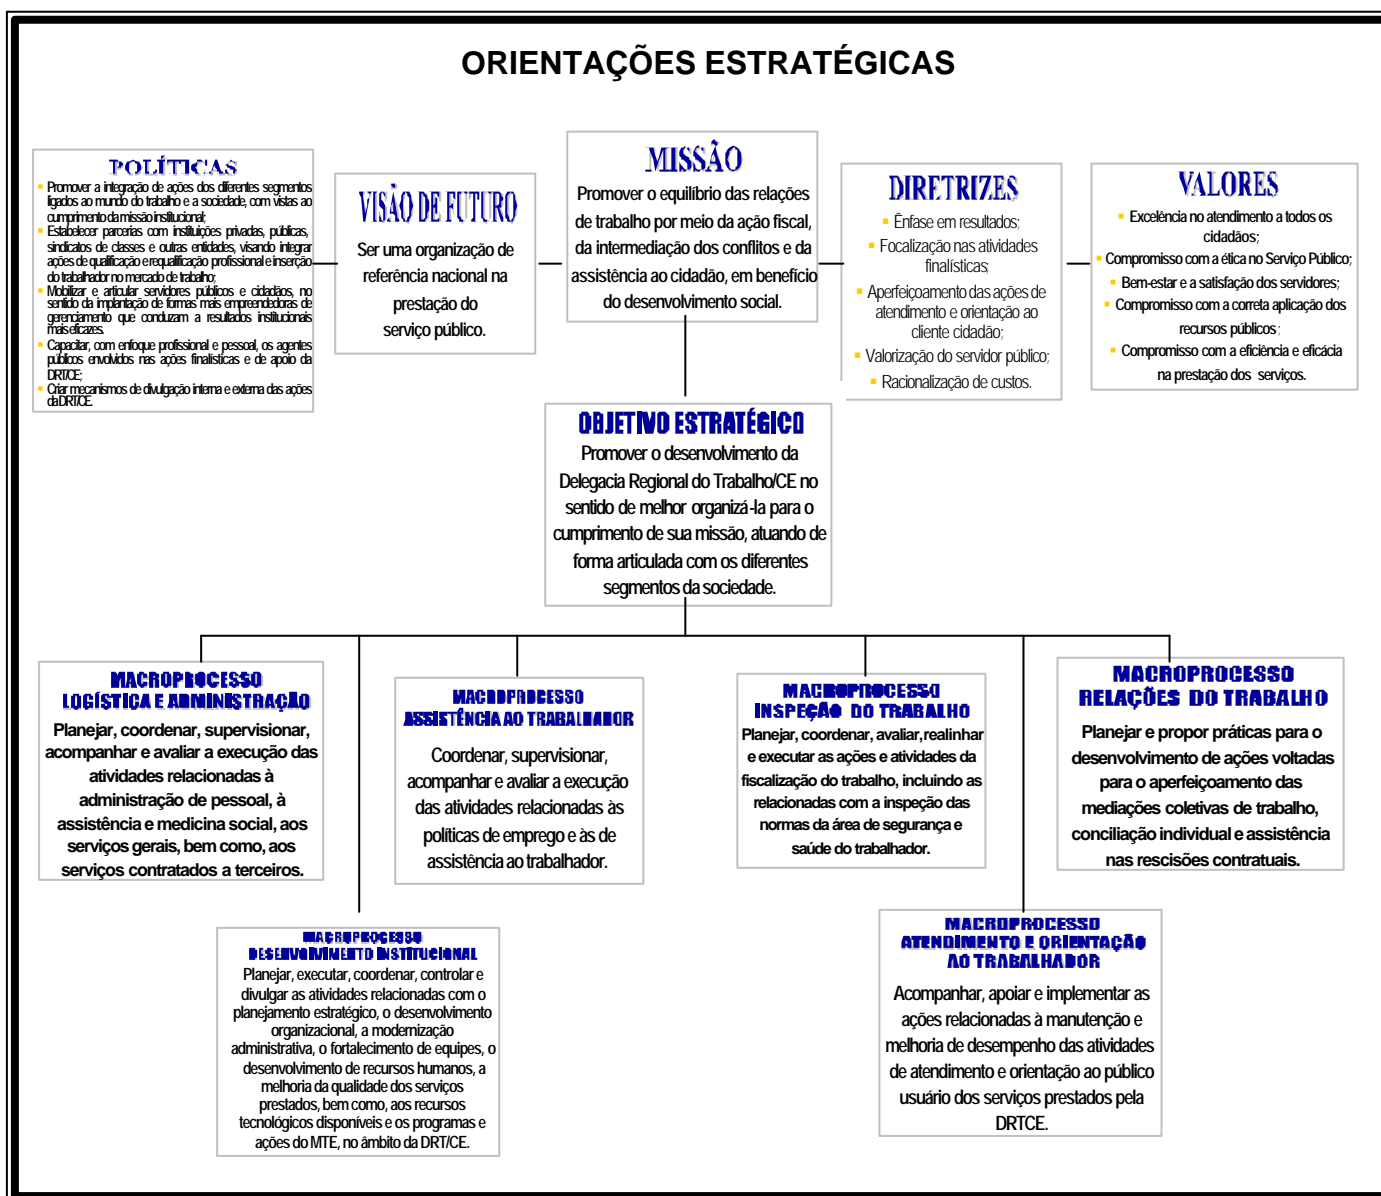 ORIENTAÇÕES ESTRATÉGICAS
POLÍTICAS
Promover a integração de ações dos diferentes segmentos
ligados ao mundo do trabalho e a sociedade, com vistas ao
cumprimento da missão institucional;
Estabelecer parcerias com instituições privadas, públicas,
sindicatos de classes e outras entidades, visando integrar
ações de qualificação e requalificação profissional e inserção
do trabalhador no mercado de trabalho;
Mobilizar e articular servidores públicos e cidadãos, no
sentido da implantação de formas mais empreendedoras de
gerenciamento que conduzam a resultados institucionais
mais eficazes.
Capacitar, com enfoque profissional e pessoal, os agentes
públicos envolvidos nas ações finalísticas e de apoio da
DRT/CE;
Criar mecanismos de divulgação interna e externa das ações
da DRT/CE.
VISÃO DE FUTURO
Ser uma organização de
referência nacional na
prestação do
serviço público.
MISSÃO
Promover o equilíbrio das relações
de trabalho por meio da ação fiscal,
da intermediação dos conflitos e da
assistência ao cidadão, em benefício
do desenvolvimento social.
DIRETRIZES
Ênfase em resultados;
Focalização nas atividades
finalísticas;
Aperfeiçoamento das ações de
atendimento e orientação ao
cliente cidadão;
Valorização do servidor público;
Racionalização de custos.
VALORES
Excelência no atendimento a todos os
cidadãos;
Compromisso com a ética no Serviço Público;
Bem-estar e a satisfação dos servidores;
Compromisso com a correta aplicação dos
recursos públicos;
Compromisso com a eficiência e eficácia
na prestação dos serviços.
OBJETIVO ESTRATÉGICO
Promover o desenvolvimento da
Delegacia Regional do Trabalho/CE no
sentido de melhor organizá-la para o
cumprimento de sua missão, atuando de
forma articulada com os diferentes
segmentos da sociedade.
MACROPROCESSO
LOGÍSTICA E ADMINISTRAÇÃO
Planejar, coordenar, supervisionar,
acompanhar e avaliar a execução das
atividades relacionadas à
administração de pessoal, à
assistência e medicina social, aos
serviços gerais, bem como, aos
serviços contratados a terceiros.
MACROPROCESSO
ASSISTÊNCIA AO TRABALHADOR
Coordenar, supervisionar,
acompanhar e avaliar a execução
das atividades relacionadas às
políticas de emprego e às de
assistência ao trabalhador.
MACROPROCESSO
INSPEÇÃO DO TRABALHO
Planejar, coordenar, avaliar, realinhar
e executar as ações e atividades da
fiscalização do trabalho, incluindo as
relacionadas com a inspeção das
normas da área de segurança e
saúde do trabalhador.
MACROPROCESSO
RELAÇÕES DO TRABALHO
Planejar e propor práticas para o
desenvolvimento de ações voltadas
para o aperfeiçoamento das
mediações coletivas de trabalho,
conciliação individual e assistência
nas rescisões contratuais.
MACROPROCESSO
DESENVOLVIMENTO INSTITUCIONAL
Planejar, executar, coordenar, controlar e
divulgar as atividades relacionadas com o
planejamento estratégico, o desenvolvimento
organizacional, a modernização
administrativa, o fortalecimento de equipes, o
desenvolvimento de recursos humanos, a
melhoria da qualidade dos serviços
prestados, bem como, aos recursos
tecnológicos disponíveis e os programas e
ações do MTE, no âmbito da DRT/CE.
MACROPROCESSO
ATENDIMENTO E ORIENTAÇÃO
AO TRABALHADOR
Acompanhar, apoiar e implementar as
ações relacionadas à manutenção e
melhoria de desempenho das atividades
de atendimento e orientação ao público
usuário dos serviços prestados pela
DRTCE.